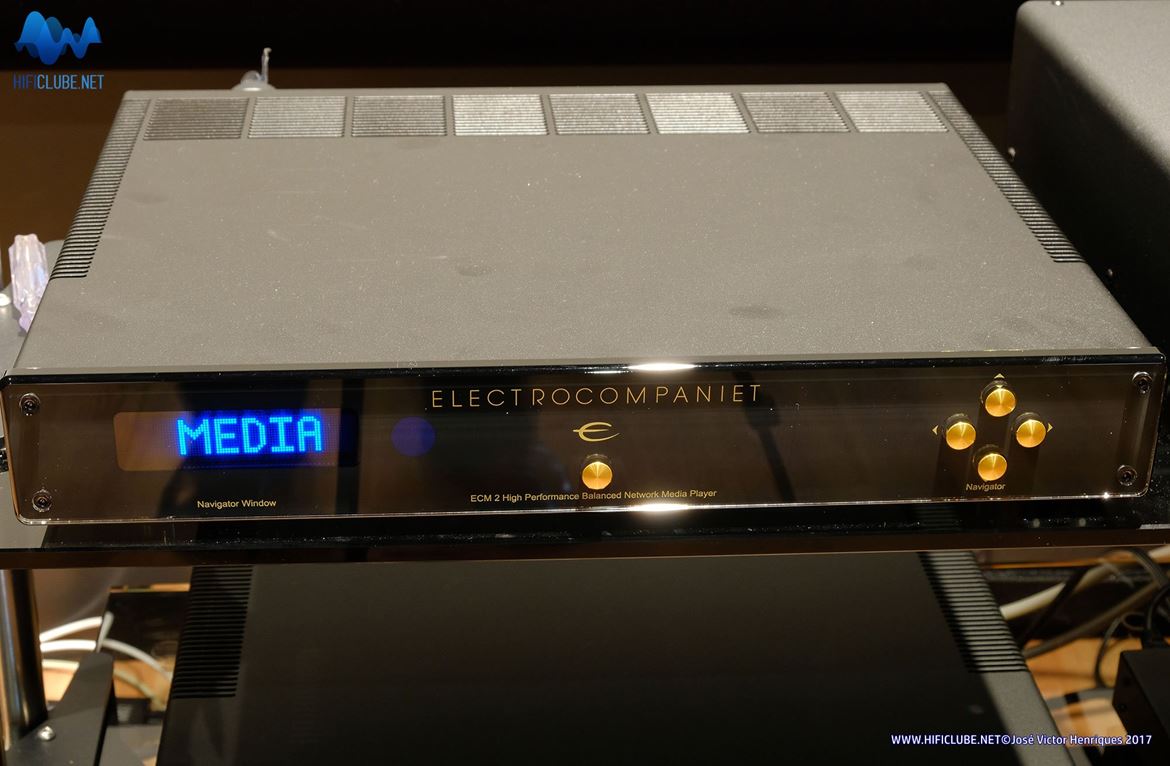 HIFICLUBE.NET
ELECTROCOMPANIET
MEDIA
Navigator Window
ECM 2 High Performance Balanced Network Media Player
Navigator
WWW.HIFICLUBE.NET©José Victor Henriques 2017